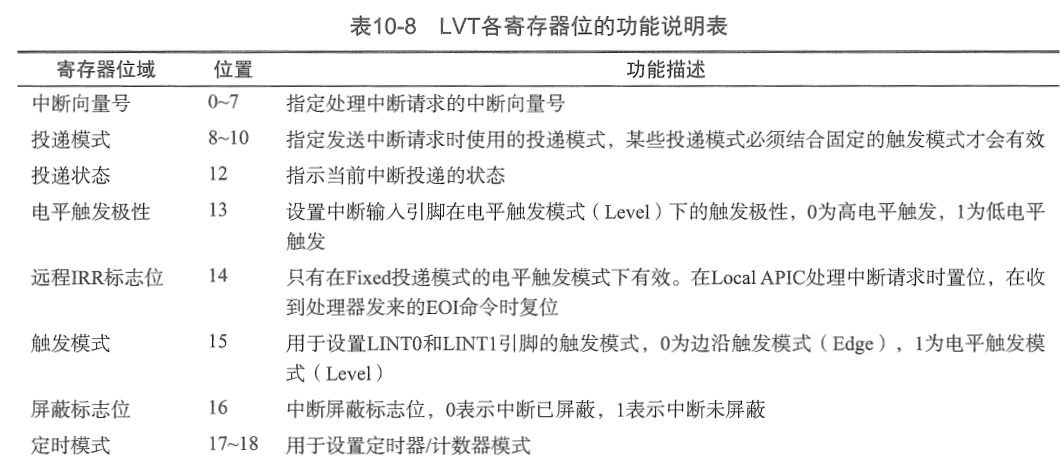 表10-8 LVT各寄存器位的功能说明表
寄存器位域 位置 功能描述
中断向量号 0~7 指定处理中断请求的中断向量号
投递模式 8~10 指定发送中断请求时使用的投递模式，某些投递模式必须结合固定的触发模式才会有效
投递状态 12 指示当前中断投递的状态
电平触发极性 13 设置中断输入引脚在电平触发模式（Level）下的触发极性，0为高电平触发，1为低电平
触发
远程IRR标志位 14 只有在Fixed投递模式的电平触发模式下有效。在Local APIC处理中断请求时置位，在收
到处理器发来的EOI命令时复位
触发模式 15 用于设置LINT0和LINT1引脚的触发模式，0为边沿触发模式（Edge），1为电平触发模
式（Level）
屏蔽标志位 16 中断屏蔽标志位，0表示中断已屏蔽，1表示中断未屏蔽
定时模式 17~18 用于设置定时器/计数器模式